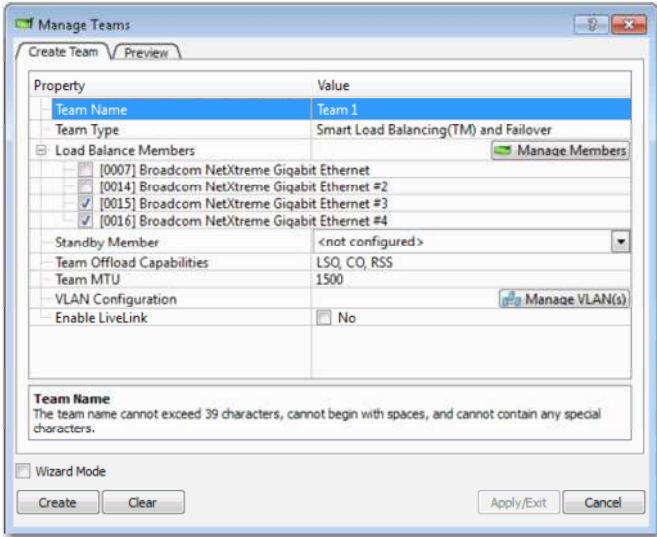 Manage Teams
Create Team Preview
Property Value
Team Name Team 1
Team Type Smart Load Balancing(TM) and Failover
Load Balance Members Manage Members
[0007] Broadcom NetXtreme Gigabit Ethernet
[0014] Broadcom NetXtreme Gigabit Ethernet #2
[0015] Broadcom NetXtreme Gigabit Ethernet #3
[0016] Broadcom NetXtreme Gigabit Ethernet #4
Standby Member <not configured>
Team Offload Capabilities LSO, CO, RSS
Team MTU 1500
VLAN Configuration Manage VLAN(s)
Enable LiveLink No
Team Name
The team name cannot exceed 39 characters, cannot begin with spaces, and cannot contain any special
characters.
Wizard Mode
Create Clear Apply/Exit Cancel